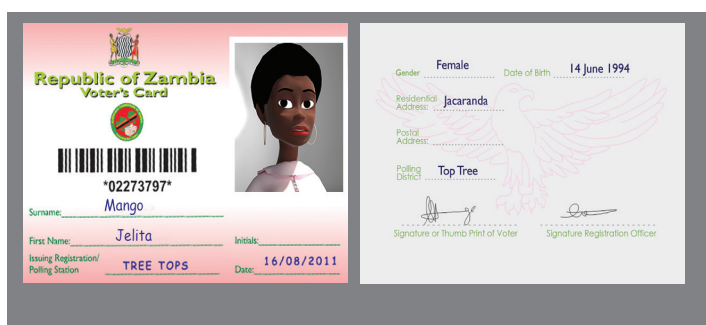 Republic of Zambia
Voter's Card
*02273797*
Surname: Mango
First Name: Jelita Initials:
Issuing Registration/
Polling Station TREE TOPS Date: 16/08/2011
Gender Female Date of Birth 14 June 1994
Residential
Address: Jacaranda
Postal
Address:
Polling
District Top Tree
Signature or Thumb Print of Voter Signature Registration Officer